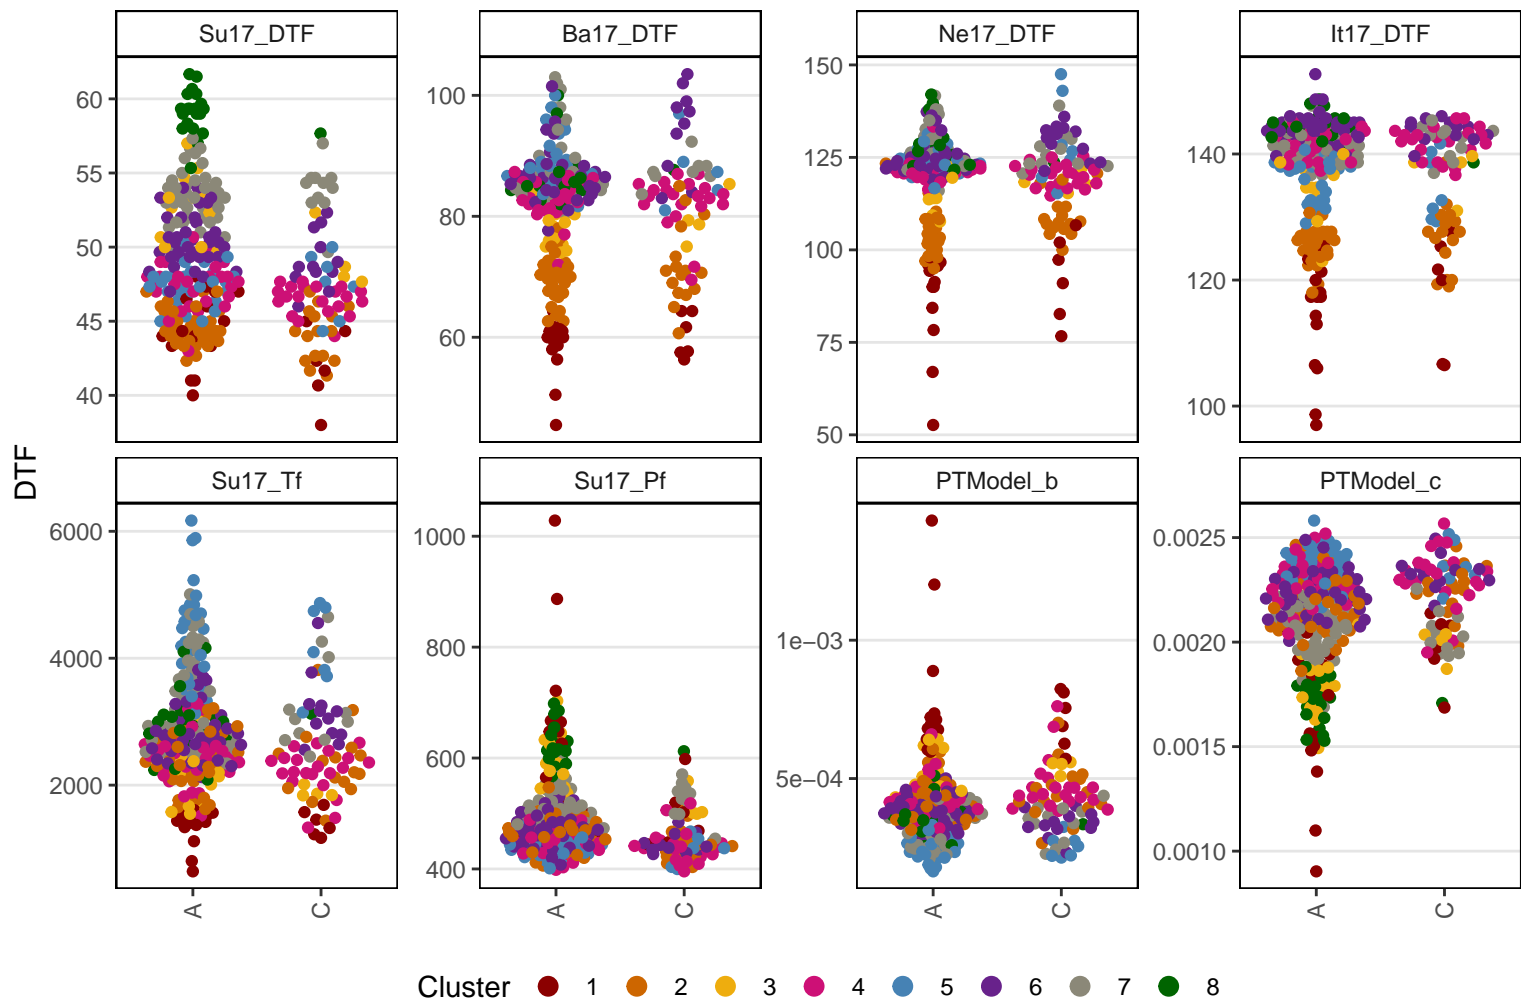 Su17_DTF Ba17_DTF Ne17_DTF It17_DTF
60 55 50 45 40
100 80 60
150 125 100 75 50
140 120 100
DTF
Su17_Tf Su17_Pf PTModel_b PTModel_c
6000 4000 2000
1000 800 600 400
1e−03 5e−04
0.0025 0.0020 0.0015 0.0010
A C A C A C A C
Cluster 1 2 3 4 5 6 7 8